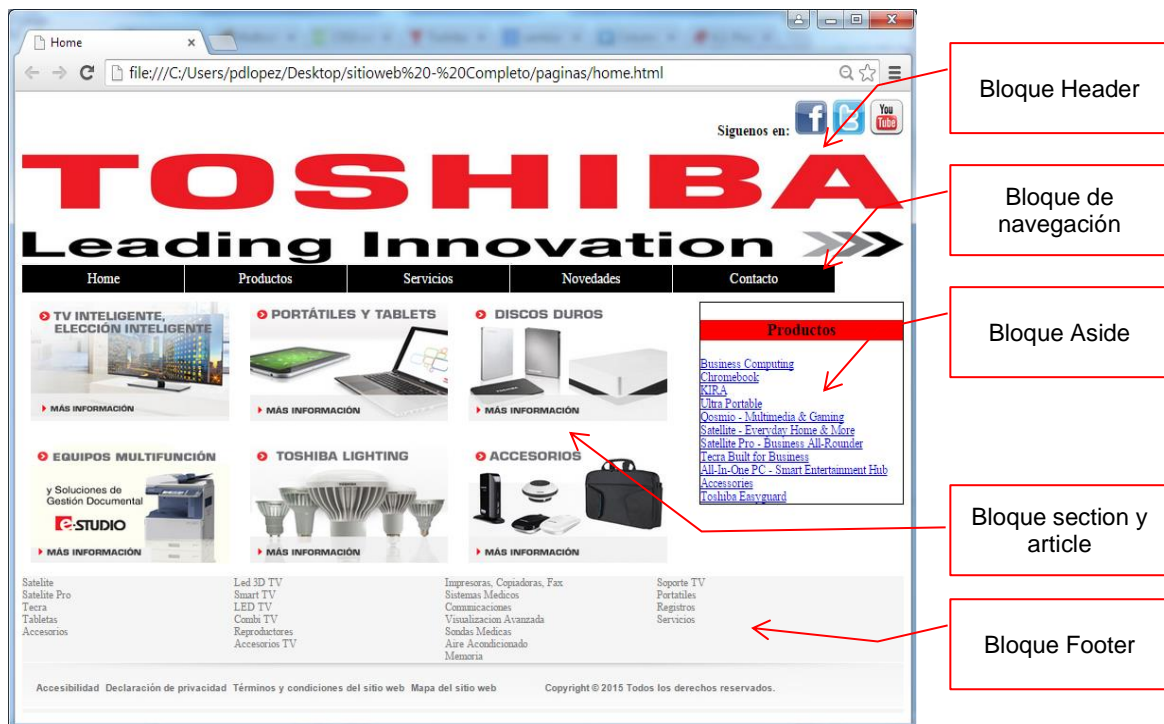 Home
file:///C:/Users/pdlopez/Desktop/sitioweb%20-%20Completo/paginas/home.html
Siguenos en:
You
Tube
TOSHIBA
Leading Innovation
Home Productos Servicios Novedades Contacto
TV INTELIGENTE,
ELECCIÓN INTELIGENTE
MÁS INFORMACIÓN
PORTÁTILES Y TABLETS
MÁS INFORMACIÓN
DISCOS DUROS
MÁS INFORMACIÓN
EQUIPOS MULTIFUNCIÓN
y Soluciones de
Gestión Documental
e-STUDIO
MÁS INFORMACIÓN
TOSHIBA LIGHTING
MÁS INFORMACIÓN
ACCESORIOS
MÁS INFORMACIÓN
Productos
Business Computing
Chromebook
KIRA
Ultra Portable
Qosmio - Multimedia & Gaming
Satellite - Everyday Home & More
Satellite Pro - Business All-Rounder
Tecra Built for Business
All-In-One PC - Smart Entertainment Hub
Accessories
Toshiba Easyguard
Satelite
Satelite Pro
Tecra
Tabletas
Accesorios
Led 3D TV
Smart TV
LED TV
Combi TV
Reproductores
Accesorios TV
Impresoras, Copiadoras, Fax
Sistemas Medicos
Comunicaciones
Visualizacion Avanzada
Sondas Medicas
Aire Acondicionado
Memoria
Soporte TV
Portatiles
Registros
Servicios
Accesibilidad Declaración de privacidad Términos y condiciones del sitio web Mapa del sitio web Copyright © 2015 Todos los derechos reservados.
Bloque Header
Bloque de
navegación
Bloque Aside
Bloque section y
article
Bloque Footer